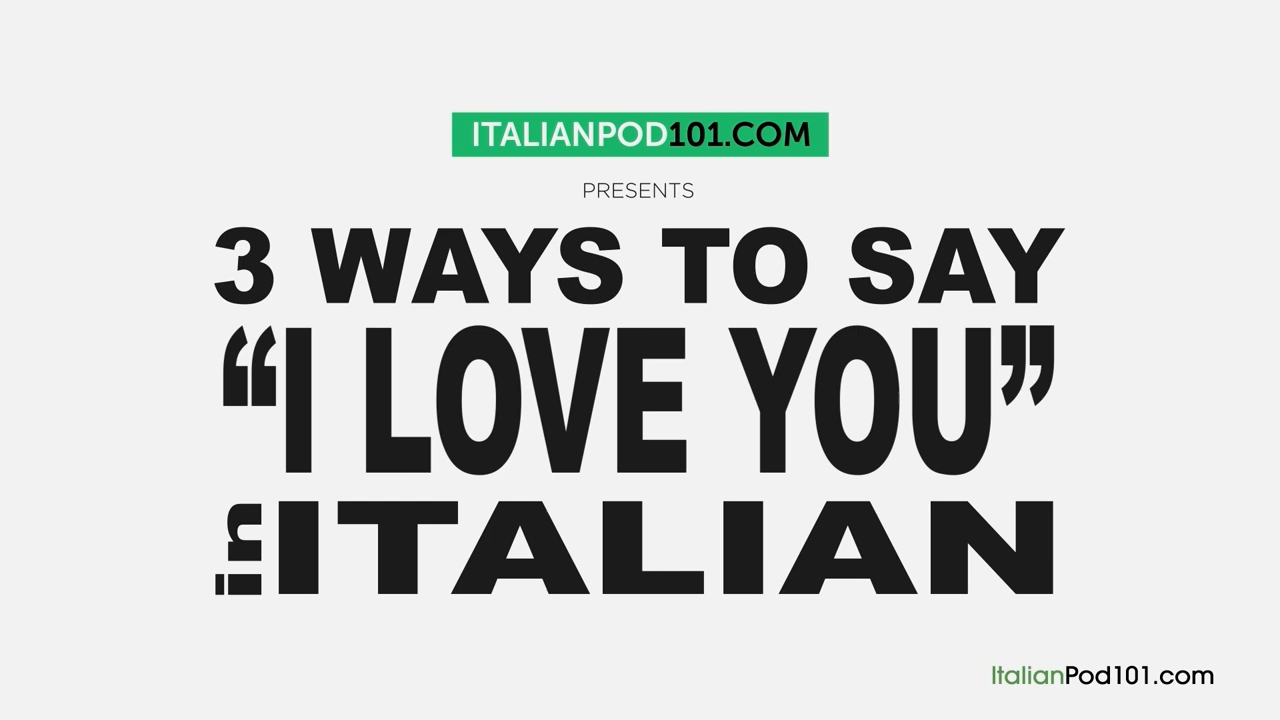 ITALIANPOD101.COM
PRESENTS
3 WAYS TO SAY
“I LOVE YOU”
in ITALIAN
ItalianPod101.com